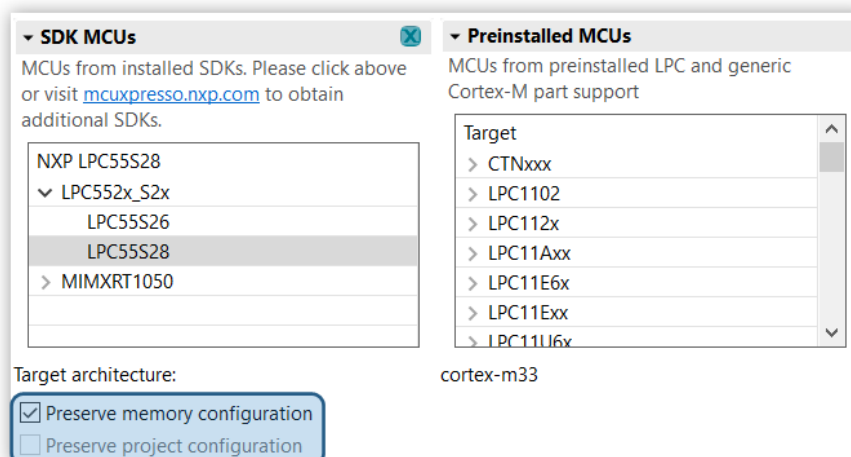 SDK MCUs
MCUs from installed SDKs. Please click above
or visit mcuxpresso.nxp.com to obtain
additional SDKs.
NXP LPC55S28
LPC552x_S2x
LPC55S26
LPC55S28
MIMXRT1050
Preinstalled MCUs
MCUs from preinstalled LPC and generic
Cortex-M part support
Target
CTNxxx
LPC1102
LPC112x
LPC11Axx
LPC11E6x
LPC11Exx
LPC11U6x
Target architecture:
cortex-m33
Preserve memory configuration
Preserve project configuration